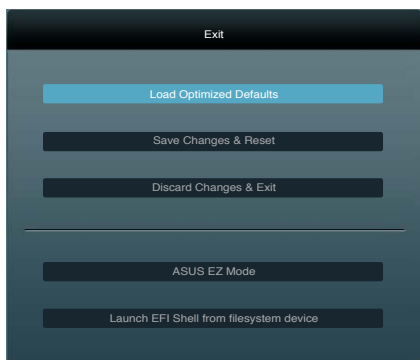 Exit
Load Optimized Defaults
Save Changes & Reset
Discard Changes & Exit
ASUS EZ Mode
Launch EFI Shell from filesystem device